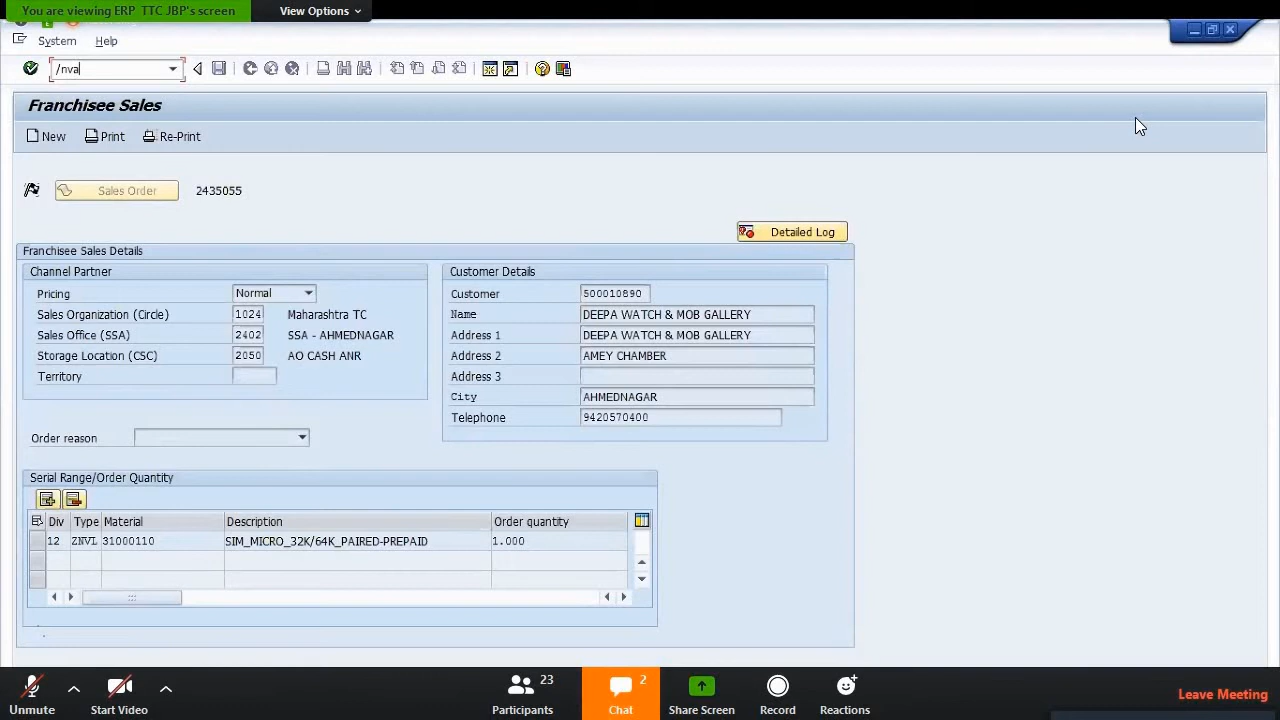 You are viewing ERP_TTC JBP's screen
View Options
System Help
/nva
Franchisee Sales
New Print Re-Print
Sales Order 2435055
Detailed Log
Franchisee Sales Details
Channel Partner
Pricing Normal
Sales Organization (Circle) 1024 Maharashtra TC
Sales Office (SSA) 2402 SSA - AHMEDNAGAR
Storage Location (CSC) 2050 AO CASH ANR
Territory
Customer Details
Customer 500010890
Name DEEPA WATCH & MOB GALLERY
Address 1 DEEPA WATCH & MOB GALLERY
Address 2 AMEY CHAMBER
Address 3
City AHMEDNAGAR
Telephone 9420570400
Order reason
Serial Range/Order Quantity
Div Type Material Description Order quantity
12 ZNVL 31000110 SIM_MICRO_32K/64K_PAIRED-PREPAID 1.000
Unmute Start Video Participants 23 Chat 2 Share Screen Record Reactions Leave Meeting